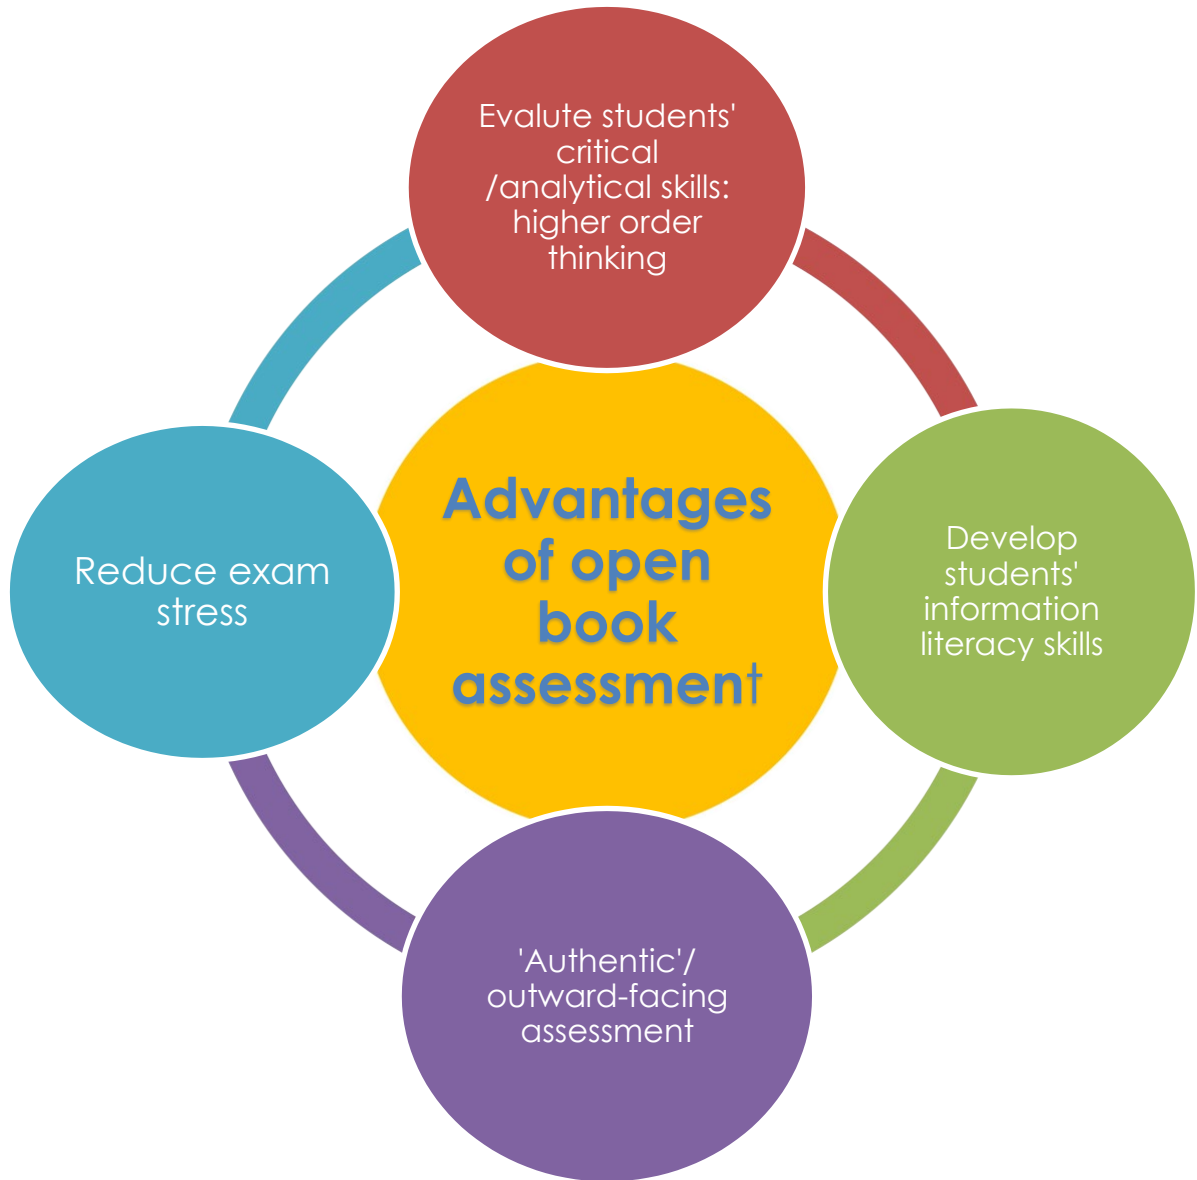 Evalute students'
critical
/analytical skills:
higher order
thinking
Advantages
of open
book
assessment
Reduce exam
stress
Develop
students'
information
literacy skills
'Authentic'/
outward-facing
assessment